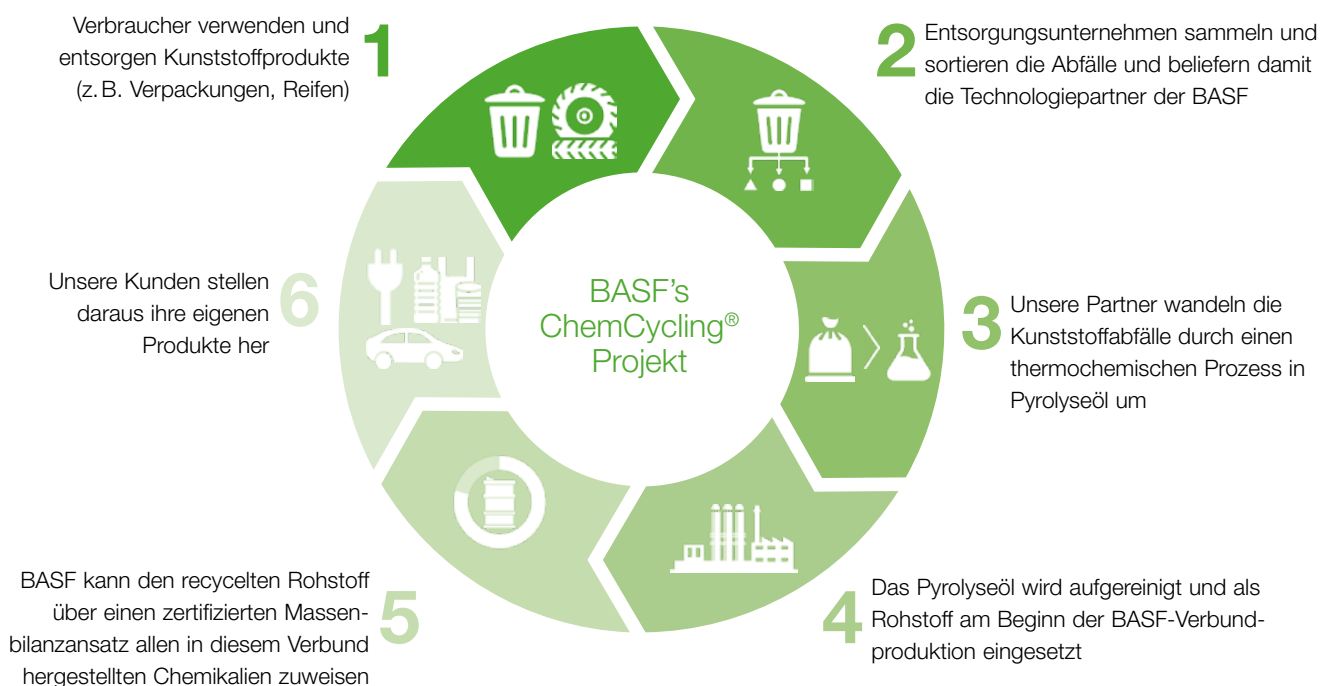 1
Verbraucher verwenden und
entsorgen Kunststoffprodukte
(z. B. Verpackungen, Reifen)
2
Entsorgungsunternehmen sammeln und
sortieren die Abfälle und beliefern damit
die Technologiepartner der BASF
3
Unsere Partner wandeln die
Kunststoffabfälle durch einen
thermochemischen Prozess in
Pyrolyseöl um
4
Das Pyrolyseöl wird aufgereinigt und als
Rohstoff am Beginn der BASF-Verbund-
produktion eingesetzt
5
BASF kann den recycelten Rohstoff
über einen zertifizierten Massen-
bilanzansatz allen in diesem Verbund
hergestellten Chemikalien zuweisen
6
Unsere Kunden stellen
daraus ihre eigenen
Produkte her
BASF’s
ChemCycling®
Projekt